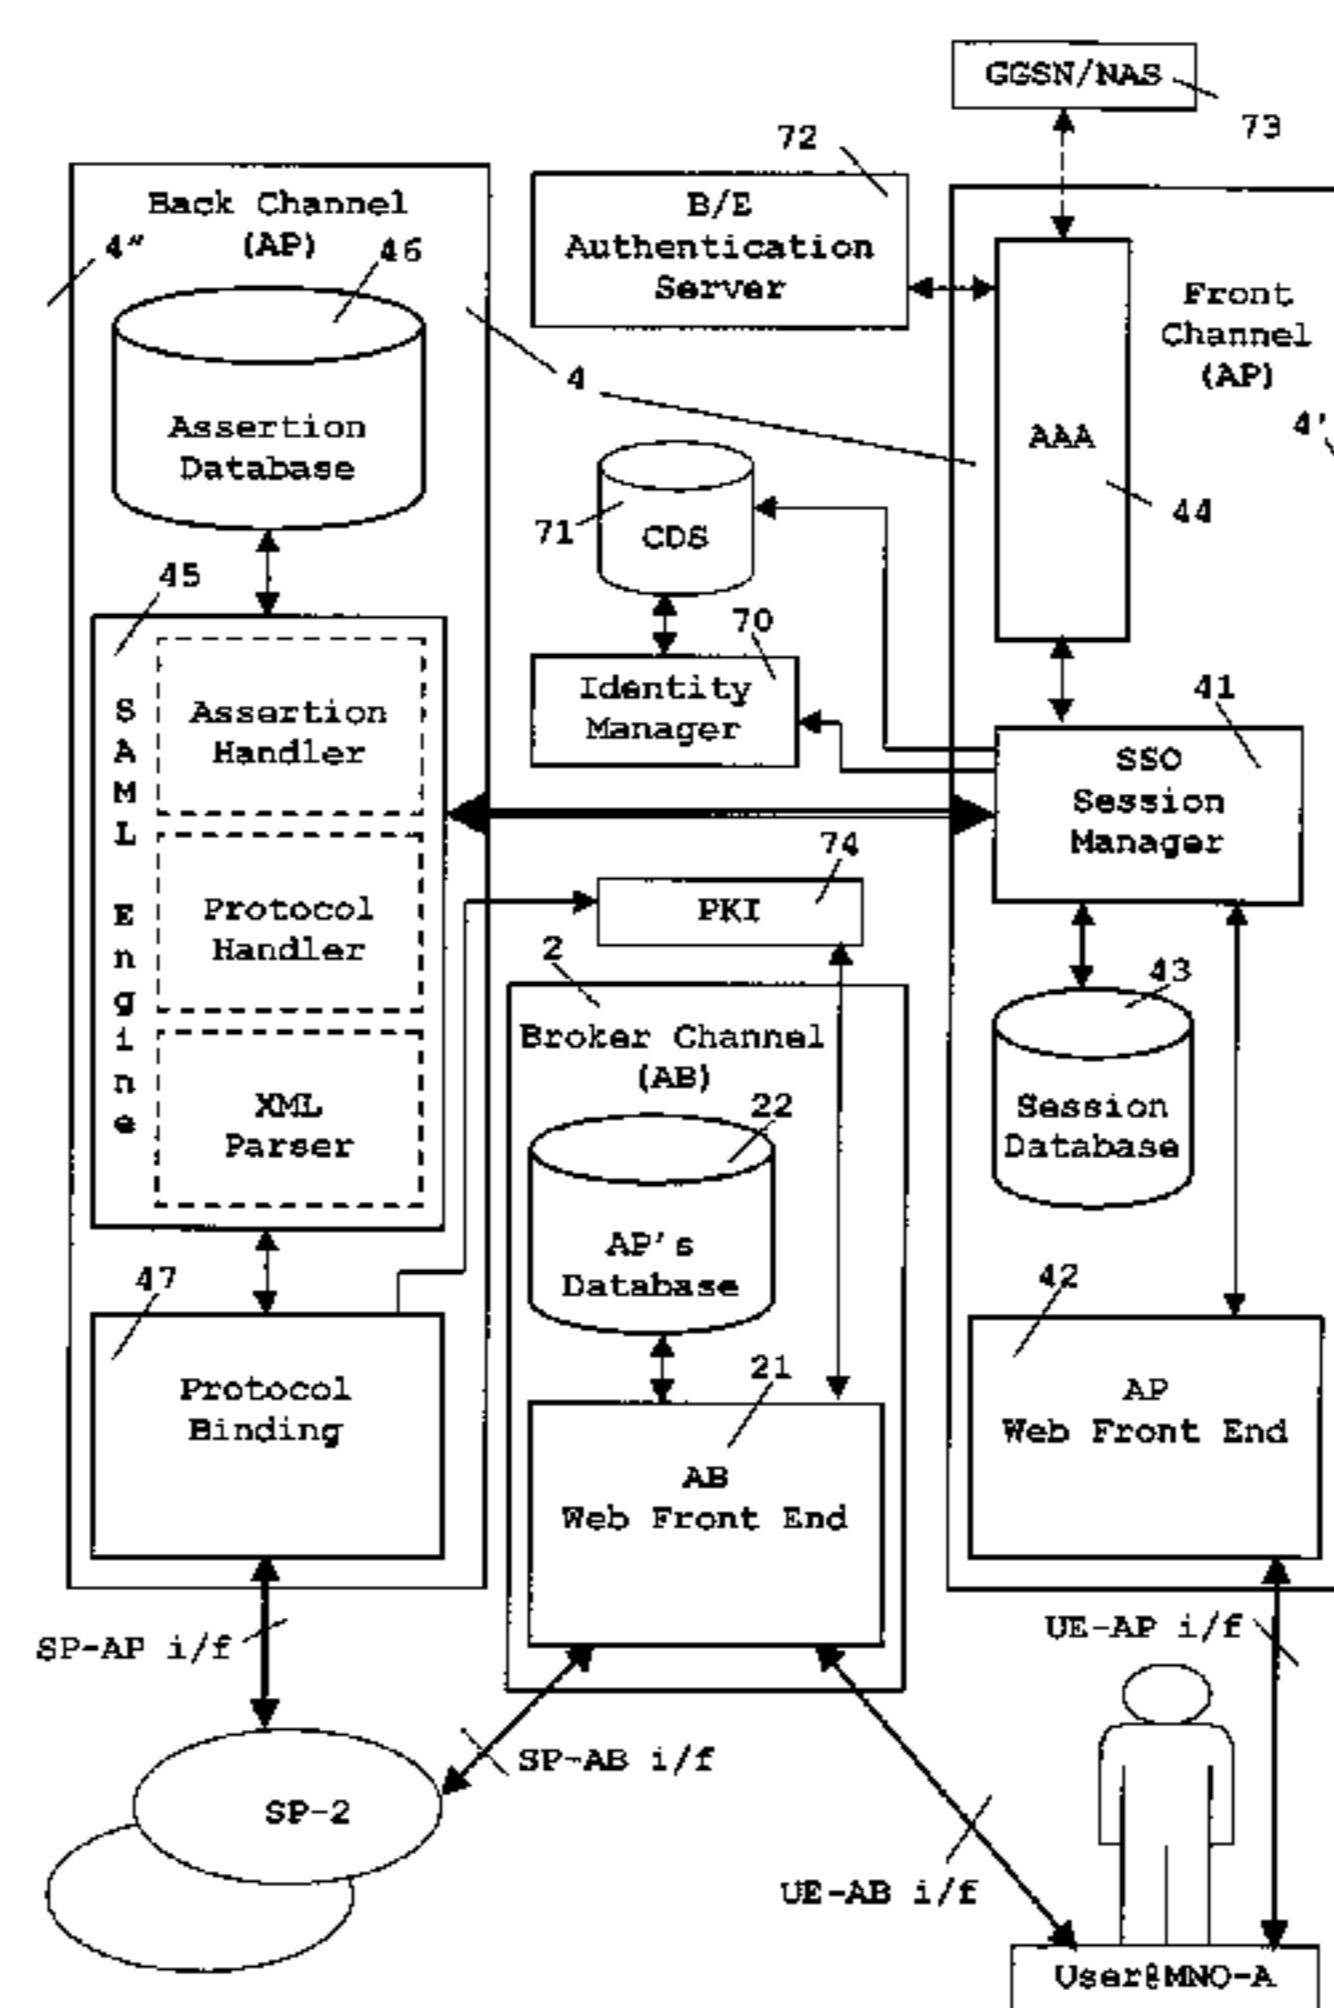 GGSN/NAS
73
72
B/E
Authentication
Server
Back Channel
(AP)
4"
46
Front
Channel
(AP)
4
4'
Assertion
Database
AAA
44
71
CDS
45
70
Identity
Manager
41
SSO
Session
Manager
SAML Engine
Assertion
Handler
74
PKI
Protocol
Handler
2
43
Broker Channel
(AB)
22
XML
Parser
Session
Database
AP's
Database
47
42
21
Protocol
Binding
AP
Web Front End
AB
Web Front End
SP-AP i/f
UE-AP i/f
SP-AB i/f
SP-2
UE-AB i/f
User@MNO-A